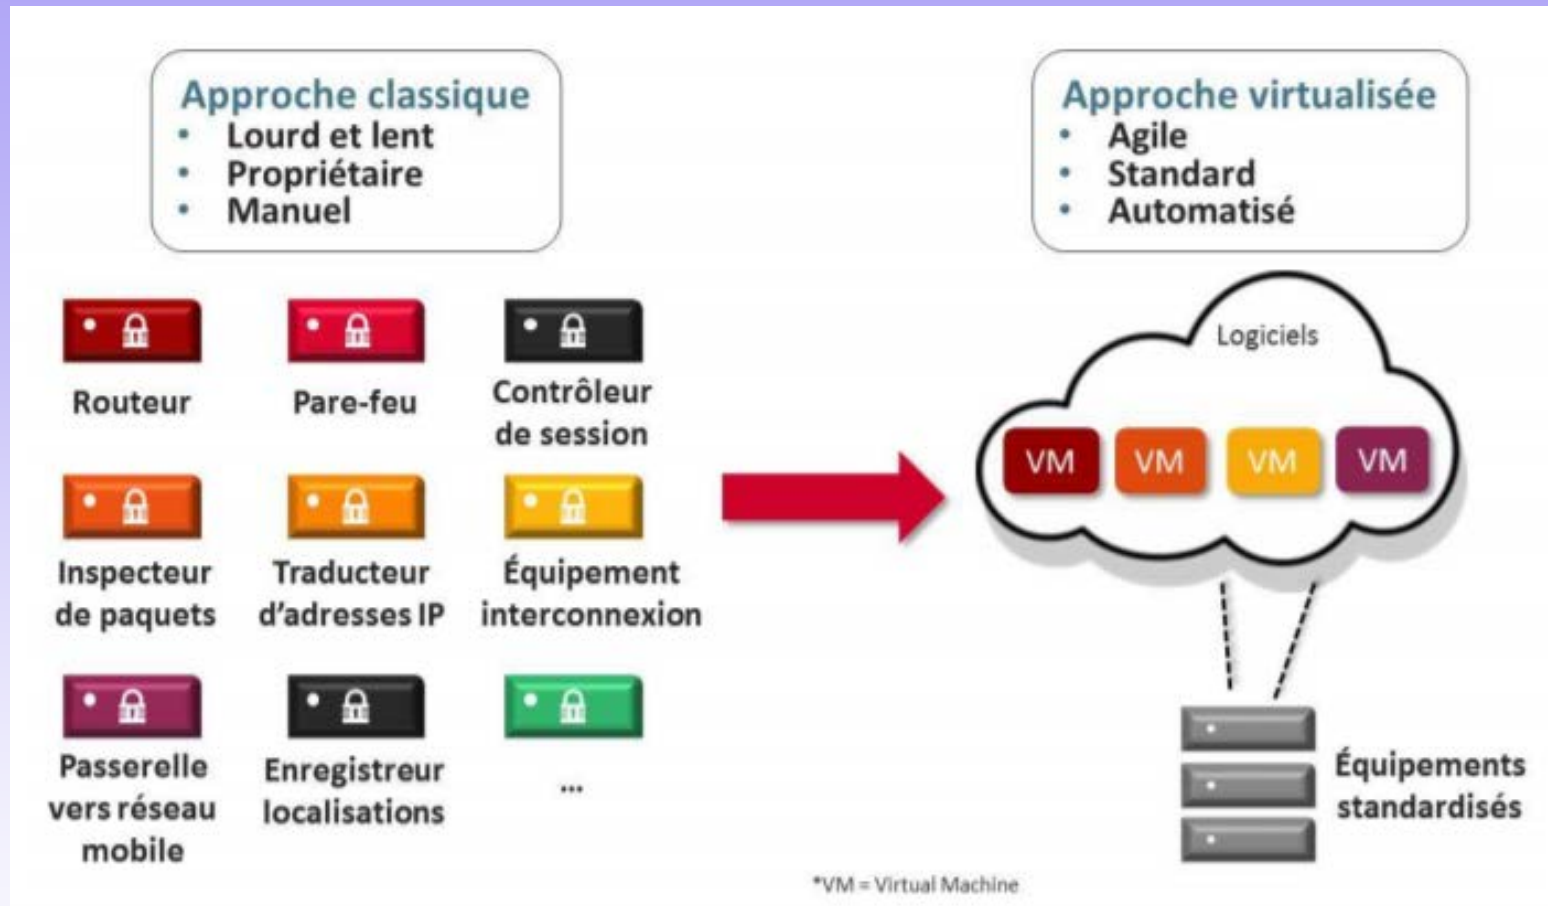 Approche classique
• Lourd et lent
• Propriétaire
• Manuel
Approche virtualisée
• Agile
• Standard
• Automatisé
Routeur
Pare-feu
Contrôleur
de session
Inspecteur
de paquets
Traducteur
d'adresses IP
Équipement
interconnexion
Passerelle
vers réseau
mobile
Enregistreur
localisations
...
Logiciels
VM
VM
VM
VM
Équipements
standardisés
*VM = Virtual Machine